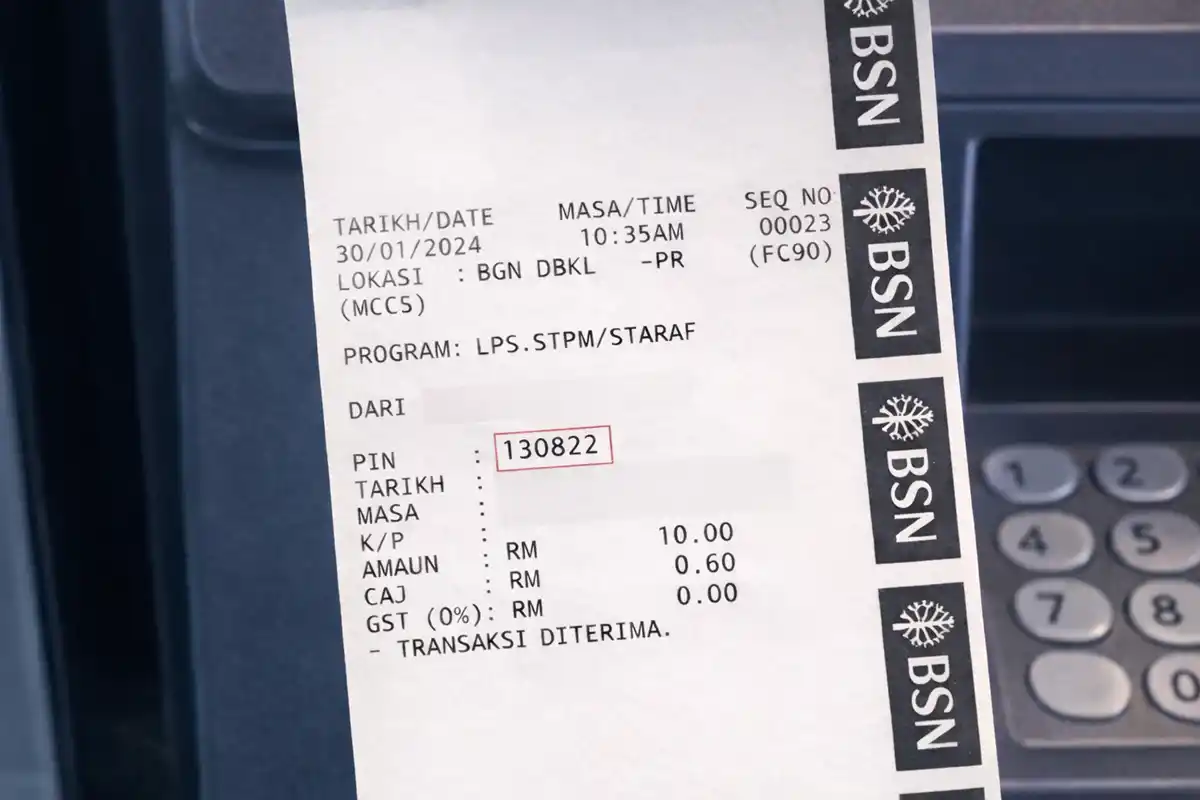 TARIKH/DATE MASA/TIME SEQ NO
30/01/2024 10:35AM 00023
LOKASI : BGN DBKL -PR (FC90)
(MCC5)
PROGRAM: LPS.STPM/STARAF
DARI
PIN : 130822
TARIKH :
MASA :
K/P :
AMAUN : RM 10.00
CAJ : RM 0.60
GST (0%): RM 0.00
- TRANSAKSI DITERIMA.
BSN
BSN
BSN
BSN
1 2
4 5
7 8
0